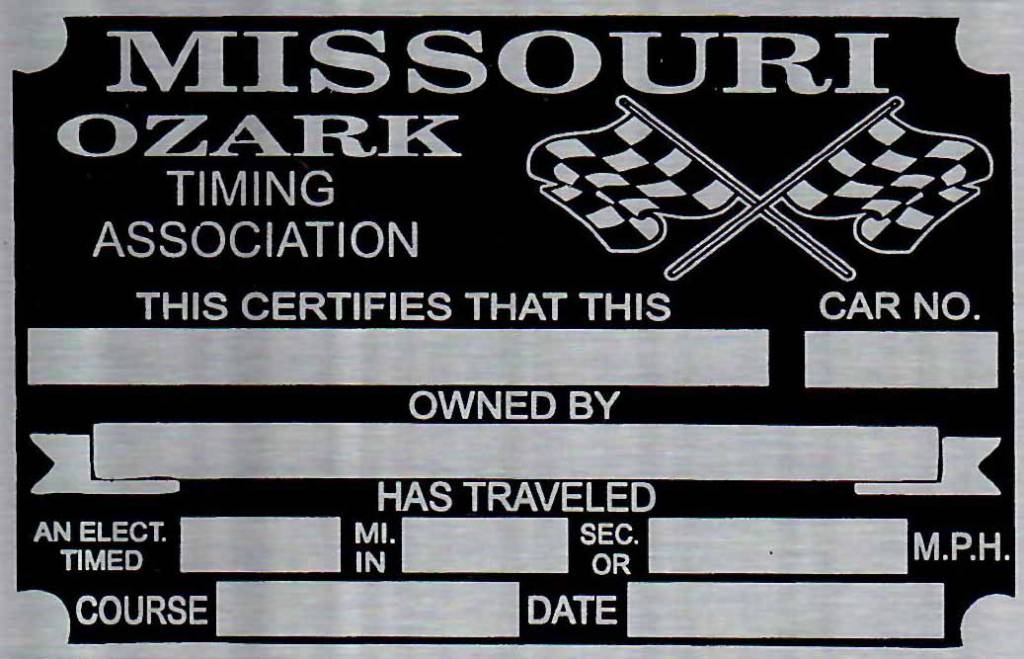 MISSOURI
OZARK
TIMING
ASSOCIATION
THIS CERTIFIES THAT THIS
CAR NO.
OWNED BY
HAS TRAVELED
AN ELECT. TIMED
MI. IN
SEC. OR
M.P.H.
COURSE
DATE